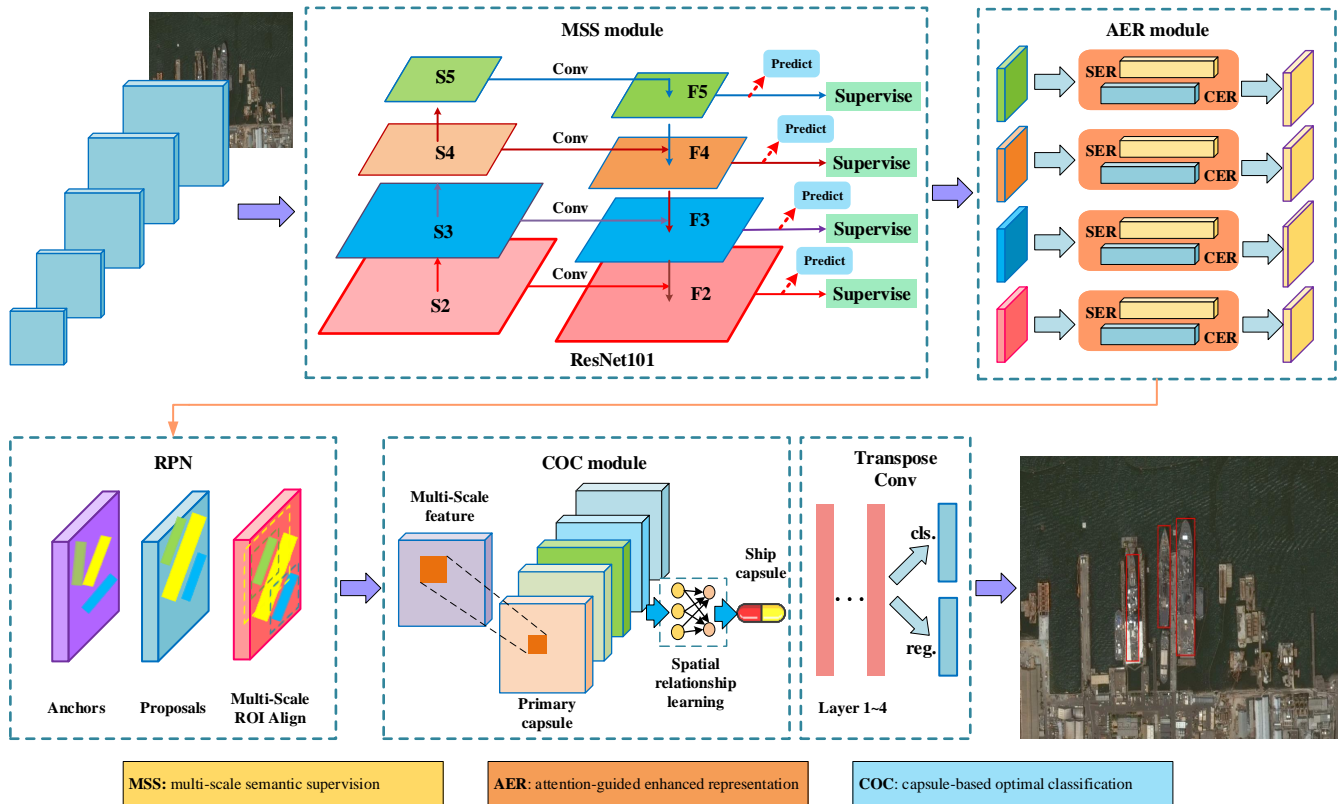 MSS module
S5
Conv
F5
Predict
Supervise
S4
Conv
F4
Predict
Supervise
S3
Conv
F3
Predict
Supervise
S2
Conv
F2
Predict
Supervise
ResNet101
AER module
SER
CER
SER
CER
SER
CER
SER
CER
RPN
Anchors
Proposals
Multi-Scale
ROI Align
COC module
Multi-Scale
feature
Primary
capsule
Spatial
relationship
learning
Ship
capsule
Transpose
Conv
. . .
cls.
reg.
Layer 1~4
MSS: multi-scale semantic supervision
AER: attention-guided enhanced representation
COC: capsule-based optimal classification